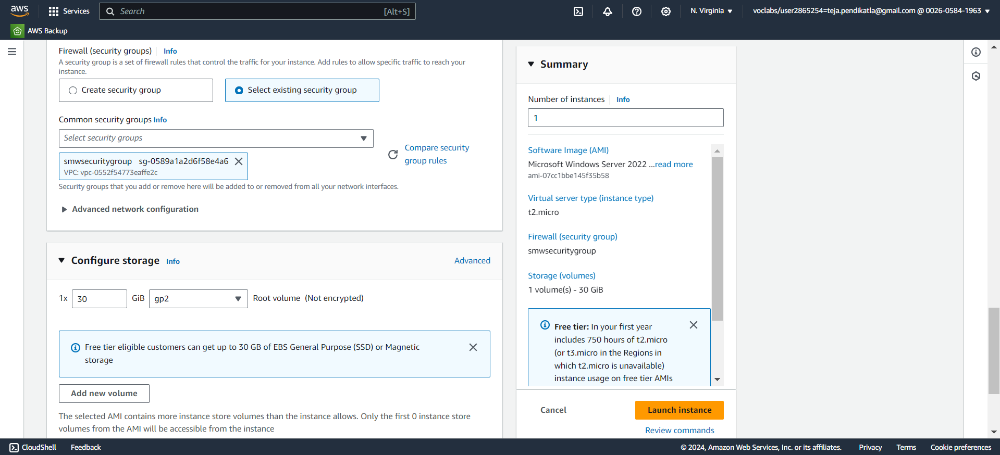 aws
Services
Search
[Alt+S]
N. Virginia
voclabs/user2865254=teja.pendikatla@gmail.com @ 0026-0584-1963
AWS Backup
Firewall (security groups)
Info
A security group is a set of firewall rules that control the traffic for your instance. Add rules to allow specific traffic to reach your
instance.
Create security group
Select existing security group
Common security groups Info
Select security groups
smwsecuritygroup sg-0589a1a2d6f58e4a6
VPC: vpc-0552f54773eaffe2c
Compare security
group rules
Security groups that you add or remove here will be added to or removed from all your network interfaces.
Advanced network configuration
Configure storage Info
Advanced
1x 30 GiB gp2 Root volume (Not encrypted)
Free tier eligible customers can get up to 30 GB of EBS General Purpose (SSD) or Magnetic
storage
Add new volume
The selected AMI contains more instance store volumes than the instance allows. Only the first 0 instance store
volumes from the AMI will be accessible from the instance
Summary
Number of instances Info
1
Software Image (AMI)
Microsoft Windows Server 2022 ...read more
ami-07cc1bbe145f35b58
Virtual server type (instance type)
t2.micro
Firewall (security group)
smwsecuritygroup
Storage (volumes)
1 volume(s) - 30 GiB
Free tier: In your first year
includes 750 hours of t2.micro
(or t3.micro in the Regions in
which t2.micro is unavailable)
instance usage on free tier AMIs
Cancel
Launch instance
Review commands
CloudShell
Feedback
© 2024, Amazon Web Services, Inc. or its affiliates.
Privacy
Terms
Cookie preferences